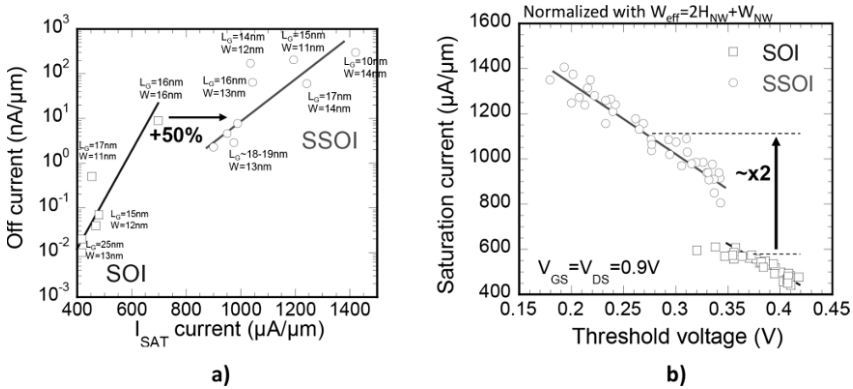 10³
10²
10¹
10⁰
10⁻¹
10⁻²
10⁻³
Off current (nA/µm)
400 600 800 1000 1200 1400
I_SAT current (µA/µm)
L_G=14nm
W=12nm
L_G=15nm
W=11nm
L_G=10nm
W=14nm
L_G=16nm
W=16nm
L_G=16nm
W=13nm
L_G=17nm
W=14nm
+50%
SSOI
L_G=17nm
W=11nm
L_G~18-19nm
W=13nm
L_G=15nm
W=12nm
L_G=25nm
W=13nm
SOI
a)
Normalized with W_eff=2H_NW+W_NW
1600
1400
1200
1000
800
600
400
Saturation current (µA/µm)
SOI
SSOI
~x2
V_GS=V_DS=0.9V
0.15 0.2 0.25 0.3 0.35 0.4 0.45
Threshold voltage (V)
b)